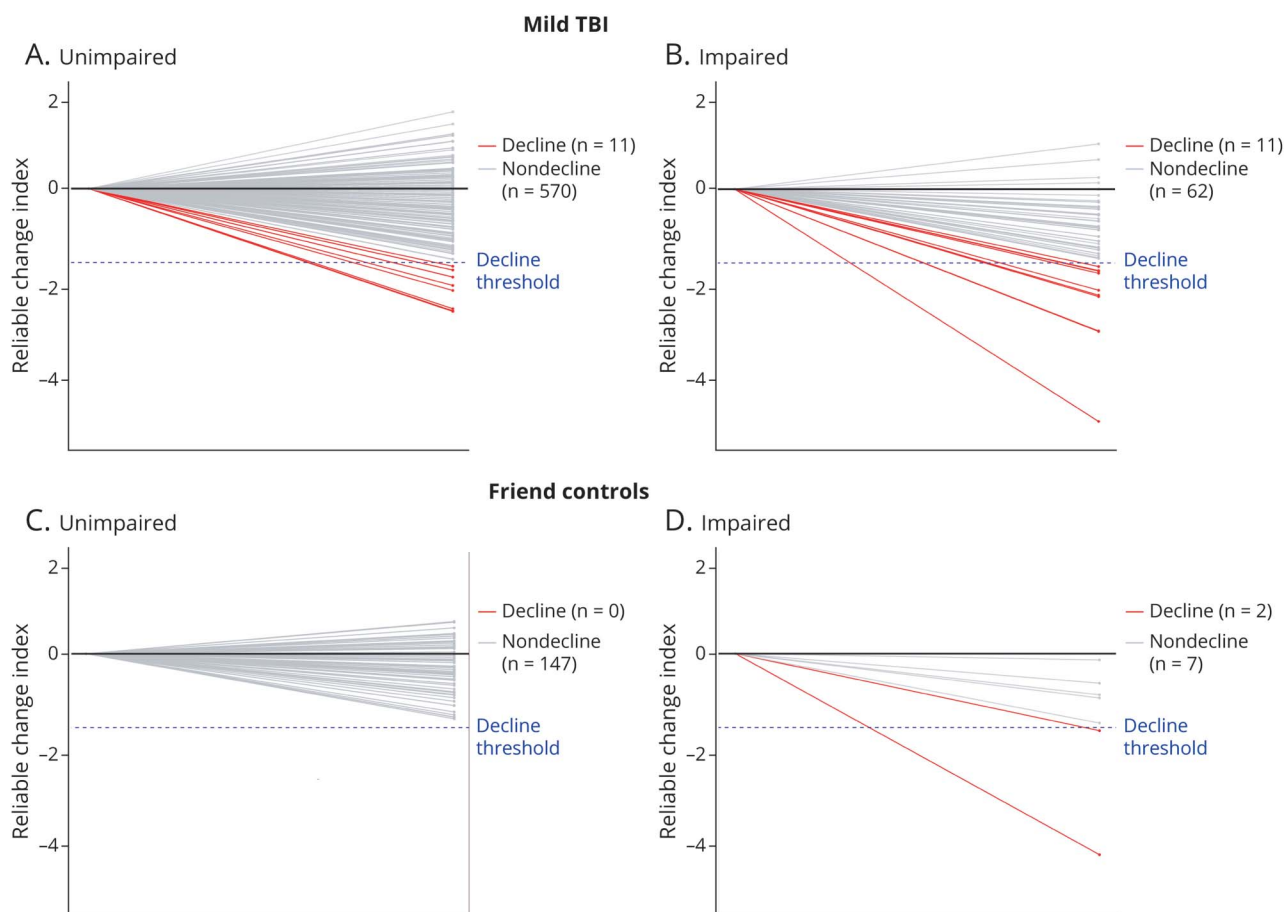 Mild TBI
A. Unimpaired
Reliable change index
2
0
–2
–4
Decline (n = 11)
Nondecline
(n = 570)
Decline
threshold
B. Impaired
Reliable change index
2
0
–2
–4
Decline (n = 11)
Nondecline
(n = 62)
Decline
threshold
Friend controls
C. Unimpaired
Reliable change index
2
0
–2
–4
Decline (n = 0)
Nondecline
(n = 147)
Decline
threshold
D. Impaired
Reliable change index
2
0
–2
–4
Decline (n = 2)
Nondecline
(n = 7)
Decline
threshold